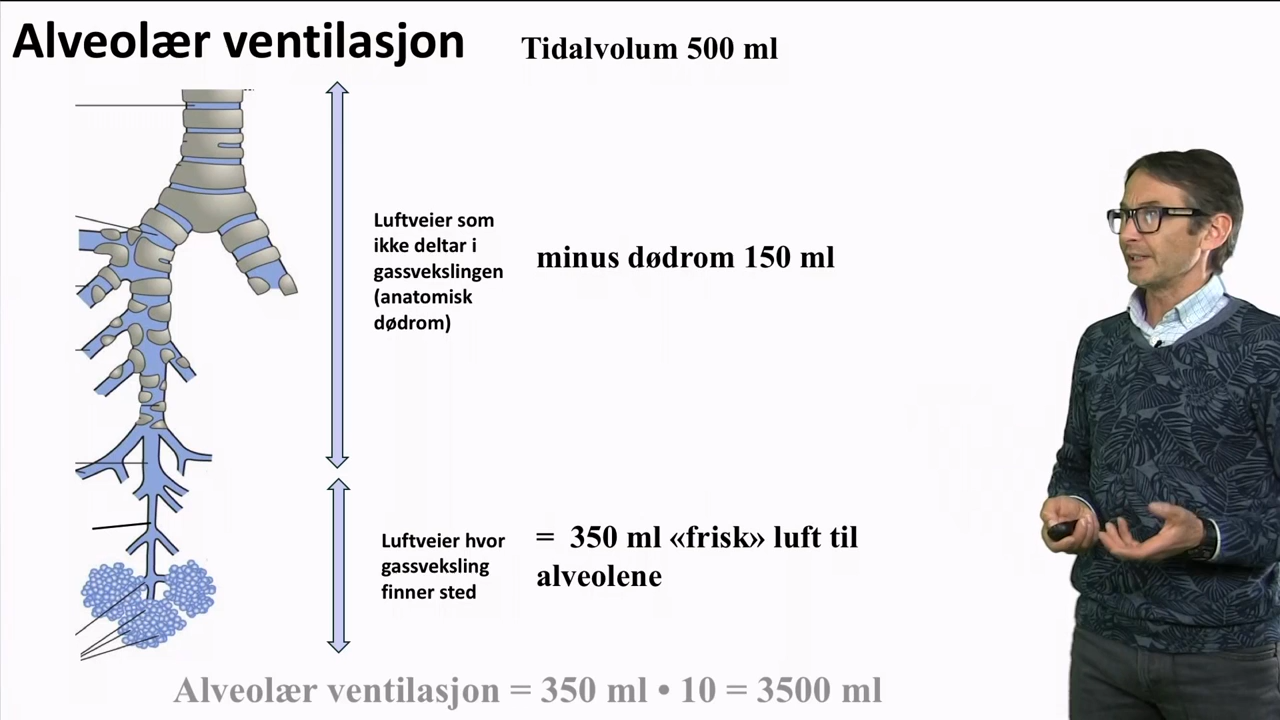 Alveolær ventilasjon
Tidalvolum 500 ml
Luftveier som
ikke deltar i
gassvekslingen
(anatomisk
dødrom)
minus dødrom 150 ml
Luftveier hvor
gassveksling
finner sted
= 350 ml «frisk» luft til
alveolene
Alveolær ventilasjon = 350 ml • 10 = 3500 ml